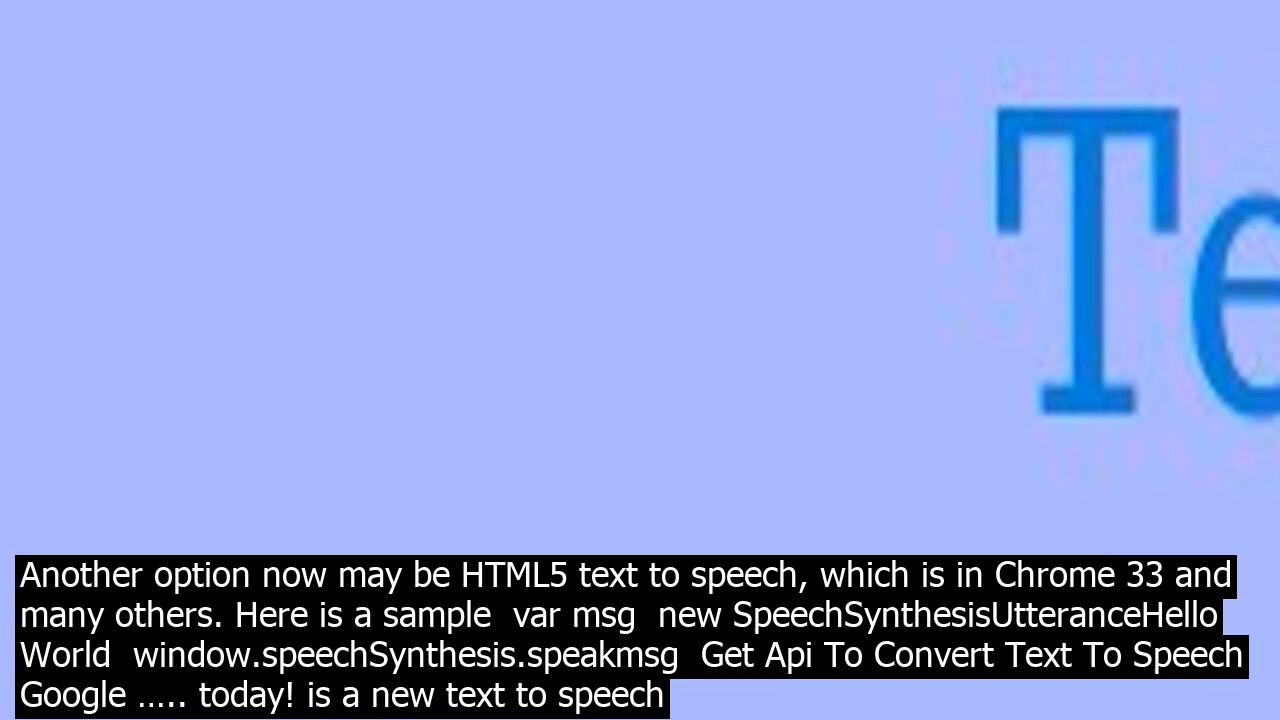 Te
Another option now may be HTML5 text to speech, which is in Chrome 33 and
many others. Here is a sample  var msg  new SpeechSynthesisUtteranceHello
World  window.speechSynthesis.speakmsg  Get Api To Convert Text To Speech
Google ..... today! is a new text to speech